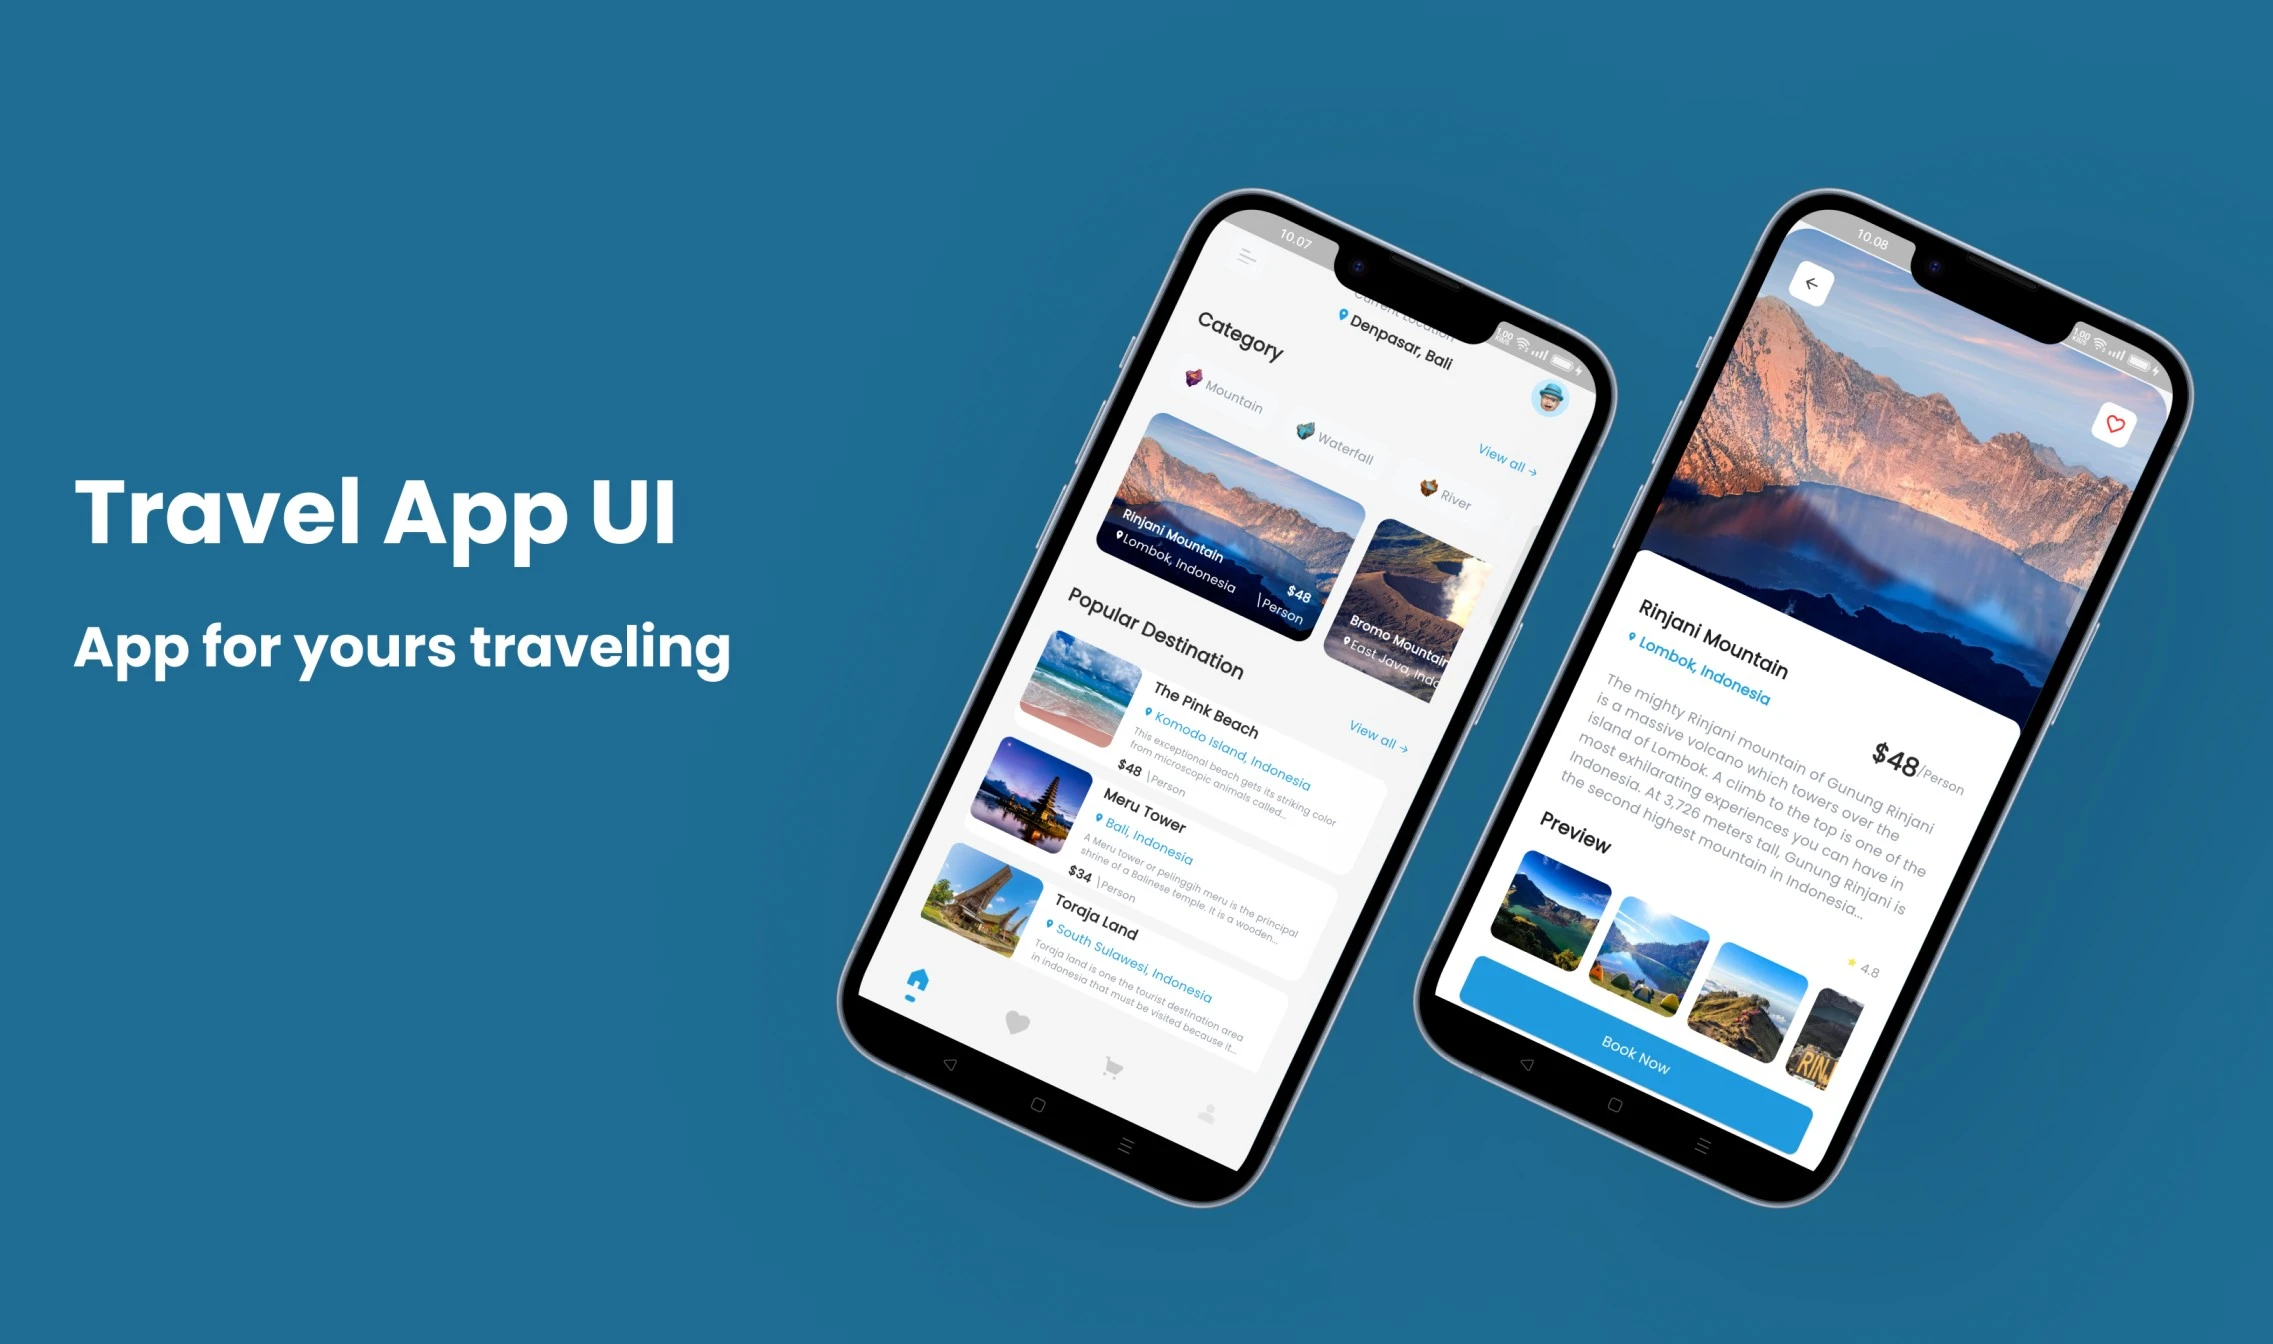 Travel App UI
App for yours traveling
10.07
1.00
KB/S
Current Location
Denpasar, Bali
Category
View all →
Mountain
Waterfall
River
Rinjani Mountain
Lombok, Indonesia
$48
\Person
Bromo Mountain
East Java, Indo
Popular Destination
View all →
The Pink Beach
Komodo Island, Indonesia
This exceptional beach gets its striking color
from microscopic animals called...
$48 \Person
Meru Tower
Bali, Indonesia
A Meru tower or pelinggih meru is the principal
shrine of a Balinese temple. It is a wooden...
$34 \Person
Toraja Land
South Sulawesi, Indonesia
Toraja land is one the tourist destination area
in indonesia that must be visited because it...
10.08
1.00
KB/S
Rinjani Mountain
Lombok, Indonesia
$48/Person
The mighty Rinjani mountain of Gunung Rinjani
is a massive volcano which towers over the
island of Lombok. A climb to the top is one of the
most exhilarating experiences you can have in
Indonesia. At 3,726 meters tall, Gunung Rinjani is
the second highest mountain in Indonesia...
Preview
4.8
RINJ
Book Now